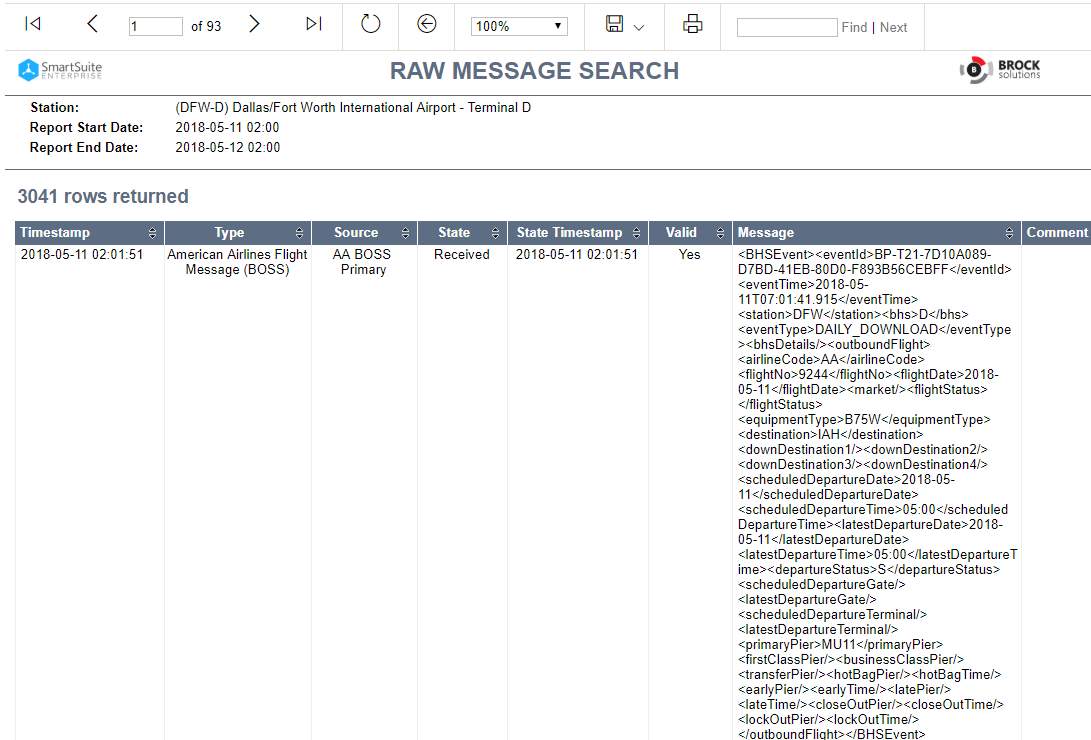 1 of 93 100% Find | Next
SmartSuite
ENTERPRISE
RAW MESSAGE SEARCH
B BROCK
solutions
Station: (DFW-D) Dallas/Fort Worth International Airport - Terminal D
Report Start Date: 2018-05-11 02:00
Report End Date: 2018-05-12 02:00
3041 rows returned
Timestamp Type Source State State Timestamp Valid Message Comment
2018-05-11 02:01:51 American Airlines Flight AA BOSS Received 2018-05-11 02:01:51 Yes <BHSEvent><eventId>BP-T21-7D10A089-
Message (BOSS) Primary D7BD-41EB-80D0-F893B56CEBFF</eventId>
<eventTime>2018-05-
11T07:01:41.915</eventTime>
<station>DFW</station><bhs>D</bhs>
<eventType>DAILY_DOWNLOAD</eventType
><bhsDetails/><outboundFlight>
<airlineCode>AA</airlineCode>
<flightNo>9244</flightNo><flightDate>2018-
05-11</flightDate><market/><flightStatus>
</flightStatus>
<equipmentType>B75W</equipmentType>
<destination>IAH</destination>
<downDestination1/><downDestination2/>
<downDestination3/><downDestination4/>
<scheduledDepartureDate>2018-05-
11</scheduledDepartureDate>
<scheduledDepartureTime>05:00</scheduled
DepartureTime><latestDepartureDate>2018-
05-11</latestDepartureDate>
<latestDepartureTime>05:00</latestDepartureT
ime><departureStatus>S</departureStatus>
<scheduledDepartureGate/>
<latestDepartureGate/>
<scheduledDepartureTerminal/>
<latestDepartureTerminal/>
<primaryPier>MU11</primaryPier>
<firstClassPier/><businessClassPier/>
<transferPier/><hotBagPier/><hotBagTime/>
<earlyPier/><earlyTime/><latePier/>
<lateTime/><closeOutPier/><closeOutTime/>
<lockOutPier/><lockOutTime/>
</outboundFlight></BHSEvent>